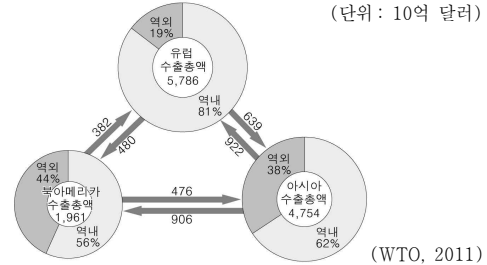 (단위 : 10억 달러)
역외
19%
유럽
수출총액
5,786
역내
81%
382
480
639
922
역외
44%
북아메리카
수출총액
1,961
역내
56%
476
906
역외
38%
아시아
수출총액
4,754
역내
62%
(WTO, 2011)